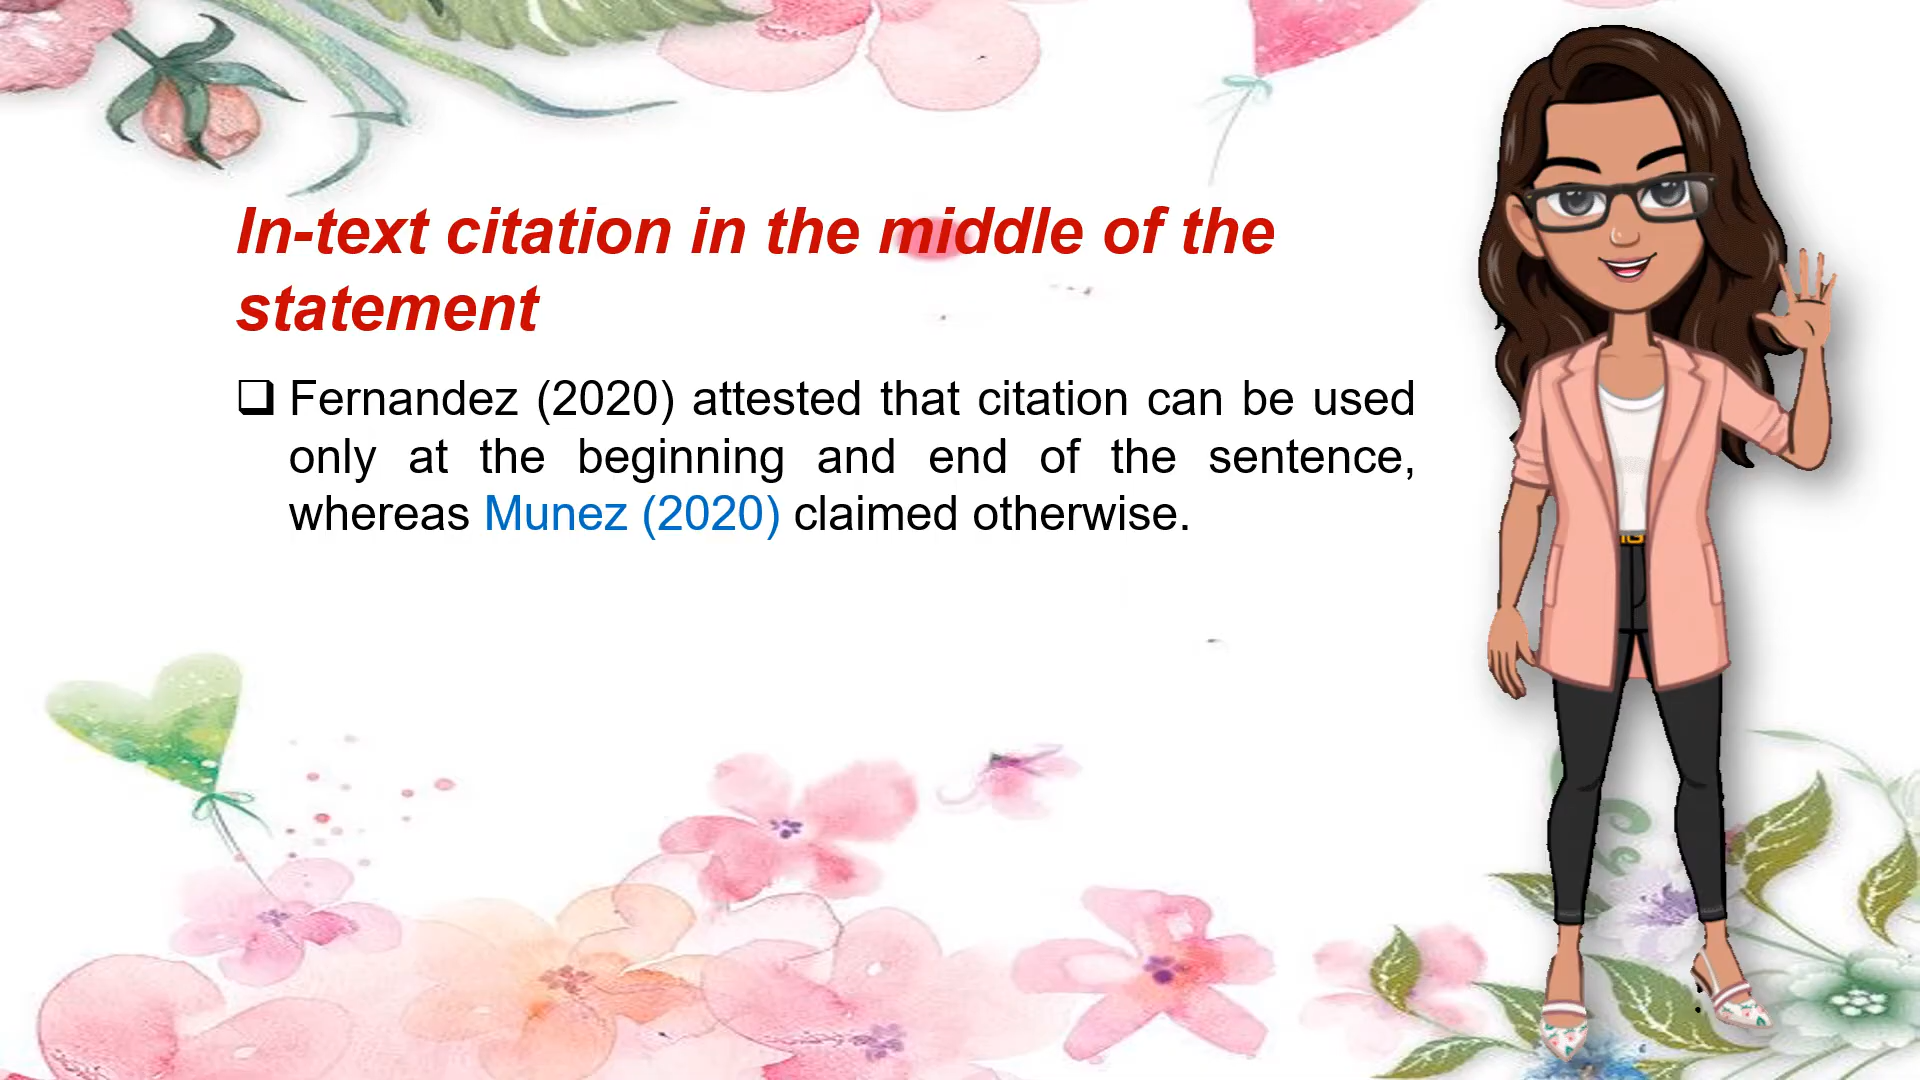 In-text citation in the middle of the
statement
❑ Fernandez (2020) attested that citation can be used
only at the beginning and end of the sentence,
whereas Munez (2020) claimed otherwise.